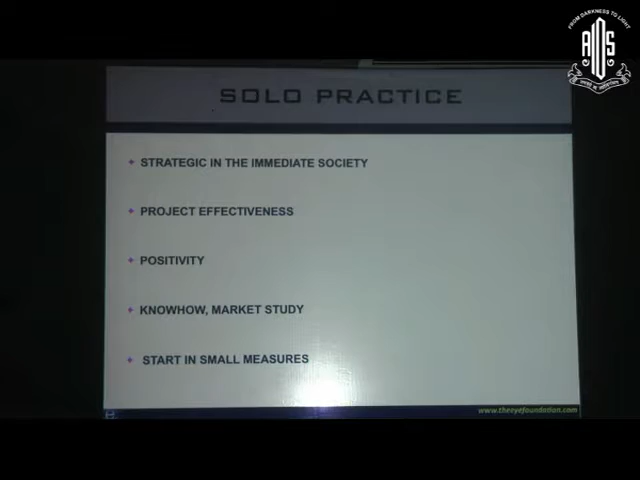 FROM DARKNESS TO LIGHT
AIOS
SOLO PRACTICE
STRATEGIC IN THE IMMEDIATE SOCIETY
PROJECT EFFECTIVENESS
POSITIVITY
KNOWHOW, MARKET STUDY
START IN SMALL MEASURES
www.theeyefoundation.com